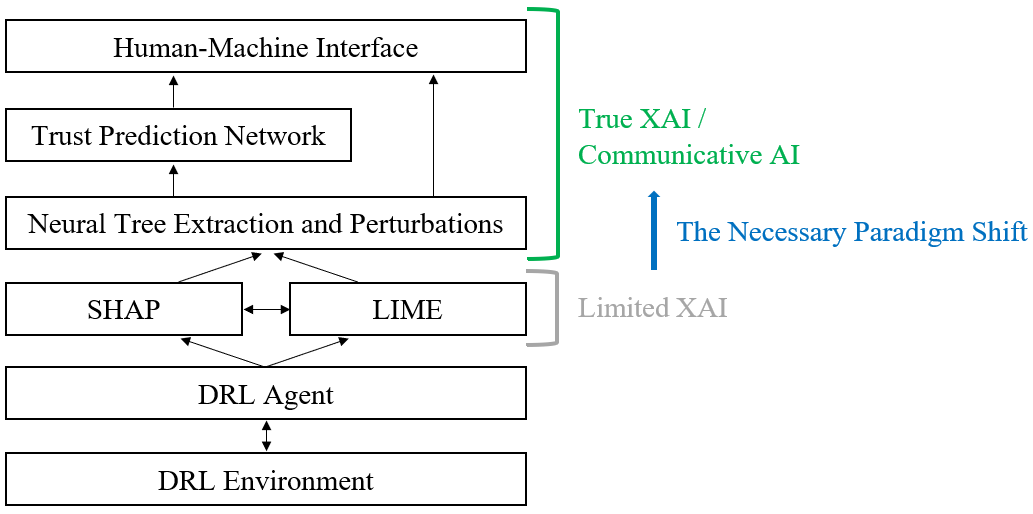 Human-Machine Interface
Trust Prediction Network
True XAI /
Communicative AI
Neural Tree Extraction and Perturbations
The Necessary Paradigm Shift
SHAP
LIME
Limited XAI
DRL Agent
DRL Environment